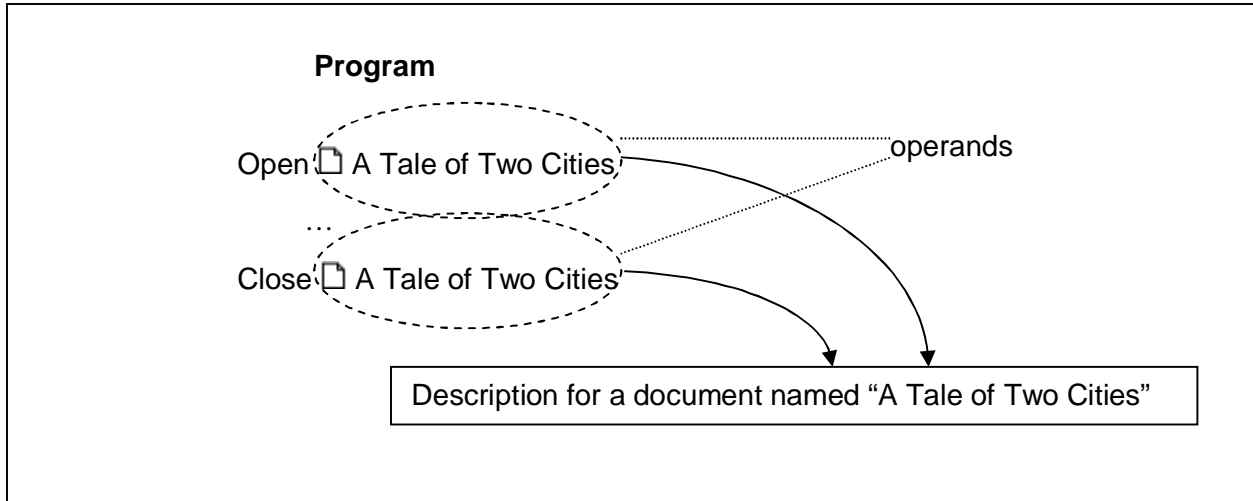 Program
Open A Tale of Two Cities
operands
…
Close A Tale of Two Cities
Description for a document named “A Tale of Two Cities”